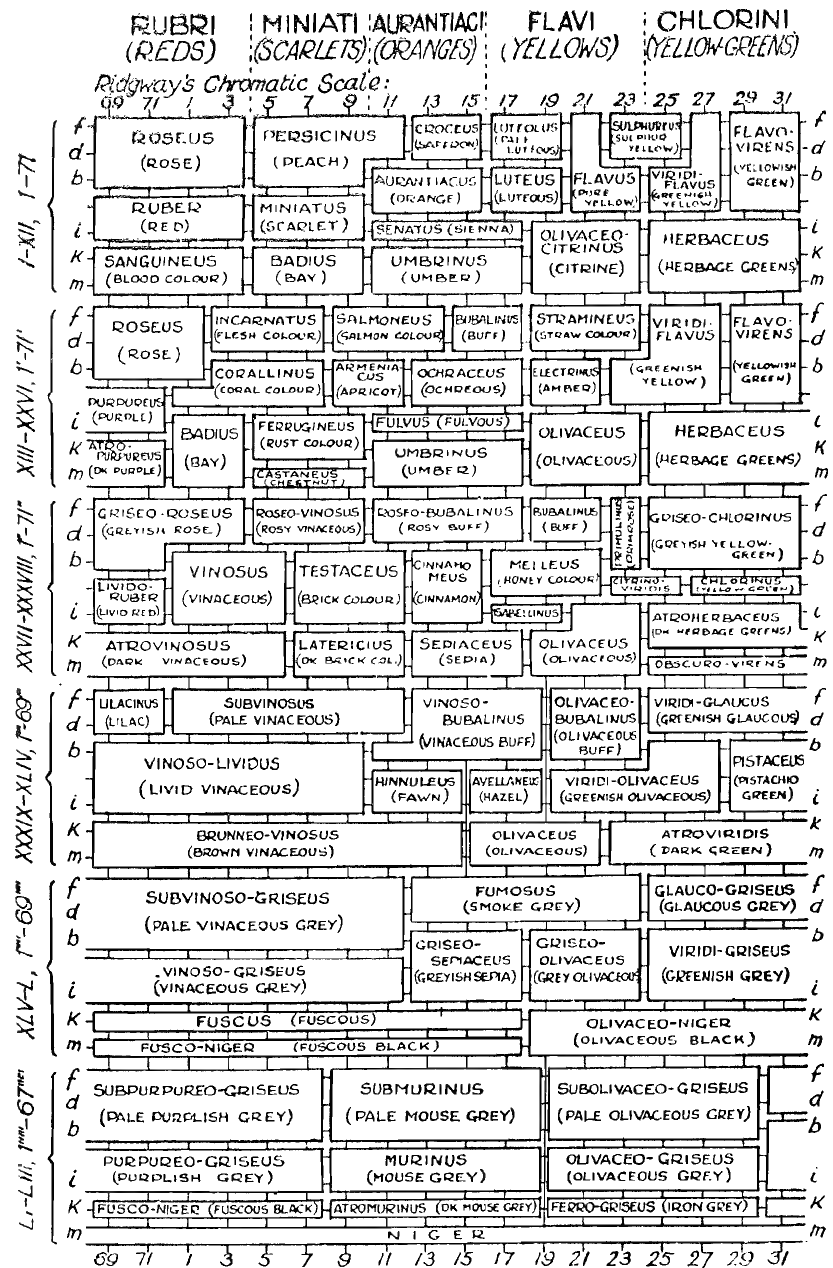 RUBRI MINIATI AURANTIACI FLAVI CHLORINI
(REDS) (SCARLETS) (ORANGES) (YELLOWS) (YELLOW-GREENS)
Ridgway's Chromatic Scale:
69 71 1 3 5 7 9 11 13 15 17 19 21 23 25 27 29 31
I-XII, 1-71
f d b i k m
ROSEUS
(ROSE)
PERSICINUS
(PEACH)
CROCEUS
(SAFFRON)
LUTEOLUS
(PALE
LUTEOUS)
SULPHUREUS
(SULPHUR
YELLOW)
FLAVO-
VIRENS
(YELLOWISH
GREEN)
AURANTIACUS
(ORANGE)
LUTEUS
(LUTEOUS)
FLAVUS
(PURE
YELLOW)
VIRIDI-
FLAVUS
(GREENISH
YELLOW)
RUBER
(RED)
MINIATUS
(SCARLET)
SENATUS (SIENNA)
OLIVACEO-
CITRINUS
(CITRINE)
HERBACEUS
(HERBAGE GREENS)
SANGUINEUS
(BLOOD COLOUR)
BADIUS
(BAY)
UMBRINUS
(UMBER)
f d b i k m
XIII-XXVI, 1'-71'
f d b i k m
ROSEUS
(ROSE)
INCARNATUS
(FLESH COLOUR)
SALMONEUS
(SALMON COLOUR)
BUBALINUS
(BUFF)
STRAMINEUS
(STRAW COLOUR)
VIRIDI-
FLAVUS
(GREENISH
YELLOW)
FLAVO-
VIRENS
(YELLOWISH
GREEN)
CORALLINUS
(CORAL COLOUR)
ARMENIA-
CUS
(APRICOT)
OCHRACEUS
(OCHREOUS)
ELECTRINUS
(AMBER)
PURPUREUS
(PURPLE)
BADIUS
(BAY)
FERRUGINEUS
(RUST COLOUR)
FULVUS (FULVOUS)
OLIVACEUS
(OLIVACEOUS)
HERBACEUS
(HERBAGE GREENS)
ATRO-
PURPUREUS
(DK PURPLE)
UMBRINUS
(UMBER)
CASTANEUS
(CHESTNUT)
f d b i k m
XXVII-XXXVIII, 1"-71"
f d b i k m
GRISEO-ROSEUS
(GREYISH ROSE)
ROSEO-VINOSUS
(ROSY VINACEOUS)
ROSEO-BUBALINUS
(ROSY BUFF)
BUBALINUS
(BUFF)
PRIMULINUS
(PRIMROSE)
GRISEO-CHLORINUS
(GREYISH YELLOW-
GREEN)
VINOSUS
(VINACEOUS)
TESTACEUS
(BRICK COLOUR)
CINNAMO
MEUS
(CINNAMON)
MELLEUS
(HONEY COLOUR)
CITRINO-
VIRIDIS
CHLORINUS
(YELLOW-GREEN)
LIVIDO-
RUBER
(LIVID RED)
ISABELLINUS
ATROHERBACEUS
(DK HERBAGE GREENS)
ATROVINOSUS
(DARK VINACEOUS)
LATERICIUS
(DK BRICK COL.)
SEPIACEUS
(SEPIA)
OLIVACEUS
(OLIVACEOUS)
OBSCURO-VIRENS
f d b i k m
XXXIX-XLIV, 1'''-69'''
f d b i k m
LILACINUS
(LILAC)
SUBVINOSUS
(PALE VINACEOUS)
VINOSO-
BUBALINUS
(VINACEOUS BUFF)
OLIVACEO-
BUBALINUS
(OLIVACEOUS
BUFF)
VIRIDI-GLAUCUS
(GREENISH GLAUCOUS)
VINOSO-LIVIDUS
(LIVID VINACEOUS)
HINNULEUS
(FAWN)
AVELLANEUS
(HAZEL)
VIRIDI-OLIVACEUS
(GREENISH OLIVACEOUS)
PISTACEUS
(PISTACHIO
GREEN)
BRUNNEO-VINOSUS
(BROWN VINACEOUS)
OLIVACEUS
(OLIVACEOUS)
ATROVIRIDIS
(DARK GREEN)
f d b i k m
XLV-L, 1''''-69''''
f d b i k m
SUBVINOSO-GRISEUS
(PALE VINACEOUS GREY)
FUMOSUS
(SMOKE GREY)
GLAUCO-GRISEUS
(GLAUCOUS GREY)
GRISEO-
SEPIACEUS
(GREYISH SEPIA)
GRISEO-
OLIVACEUS
(GREY OLIVACEOUS
VIRIDI-GRISEUS
(GREENISH GREY)
VINOSO-GRISEUS
(VINACEOUS GREY)
FUSCUS (FUSCOUS)
OLIVACEO-NIGER
(OLIVACEOUS BLACK)
FUSCO-NIGER (FUSCOUS BLACK)
f d b i k m
LI-LIII, 1'''''-67'''''
f d b i k m
SUBPURPUREO-GRISEUS
(PALE PURPLISH GREY)
SUBMURINUS
(PALE MOUSE GREY)
SUBOLIVACEO-GRISEUS
(PALE OLIVACEOUS GREY)
PURPUREO-GRISEUS
(PURPLISH GREY)
MURINUS
(MOUSE GREY)
OLIVACEO-GRISEUS
(OLIVACEOUS GREY)
FUSCO-NIGER (FUSCOUS BLACK)
ATROMURINUS (DK MOUSE GREY)
FERRO-GRISEUS (IRON GREY)
NIGER
f d b i k m
69 71 1 3 5 7 9 11 13 15 17 19 21 23 25 27 29 31